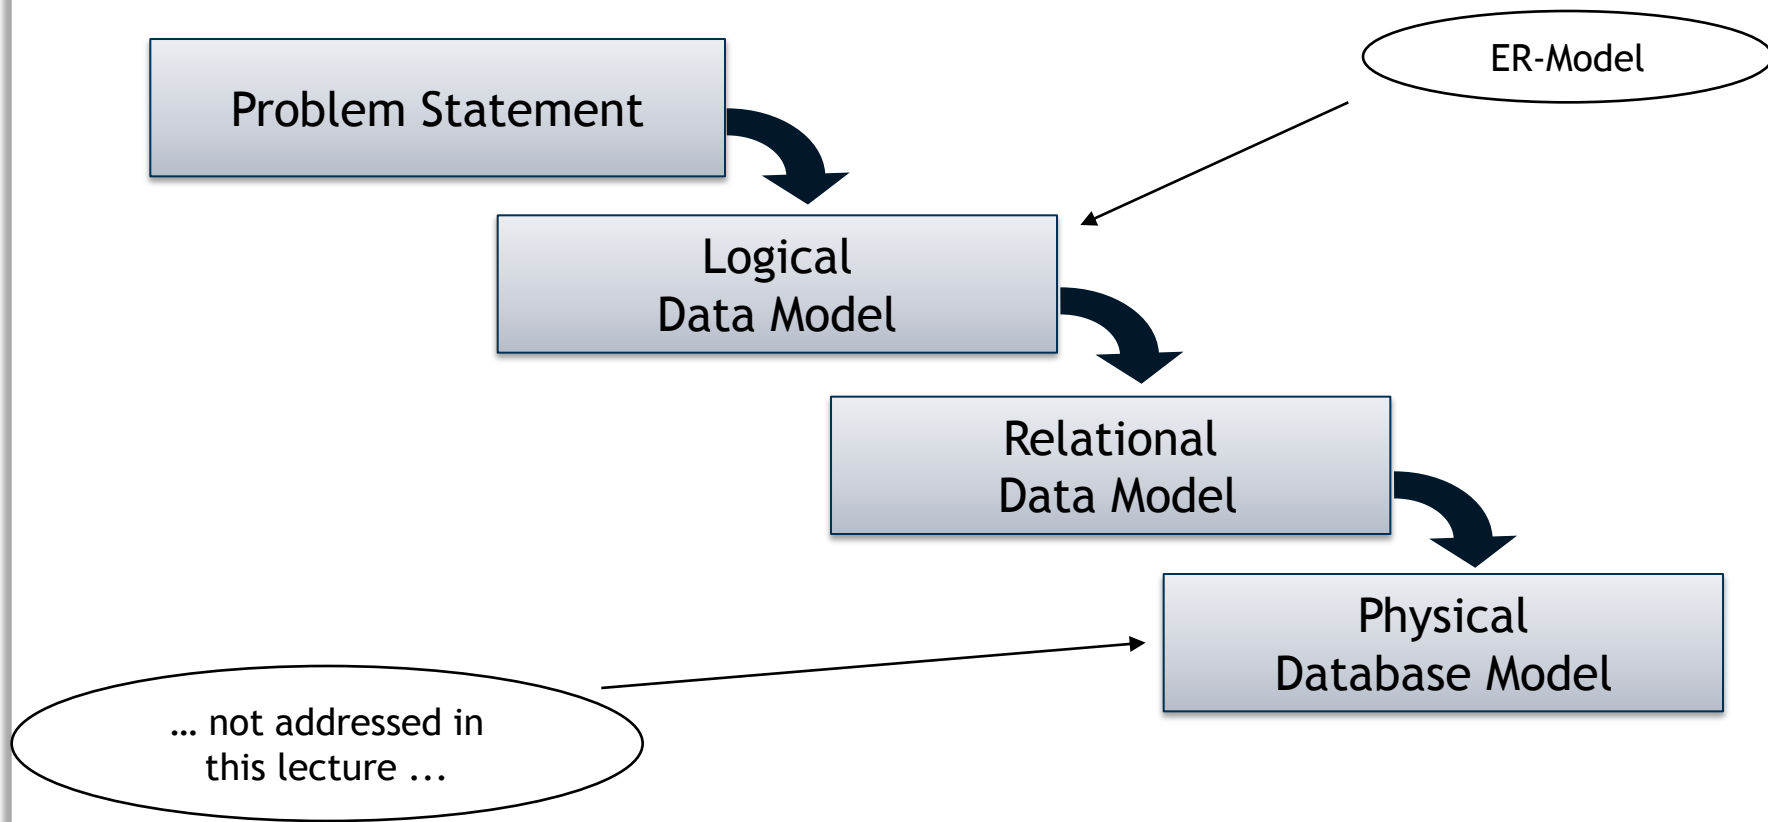 ER-Model
Problem Statement
Logical
Data Model
Relational
Data Model
Physical
Database Model
... not addressed in
this lecture ...